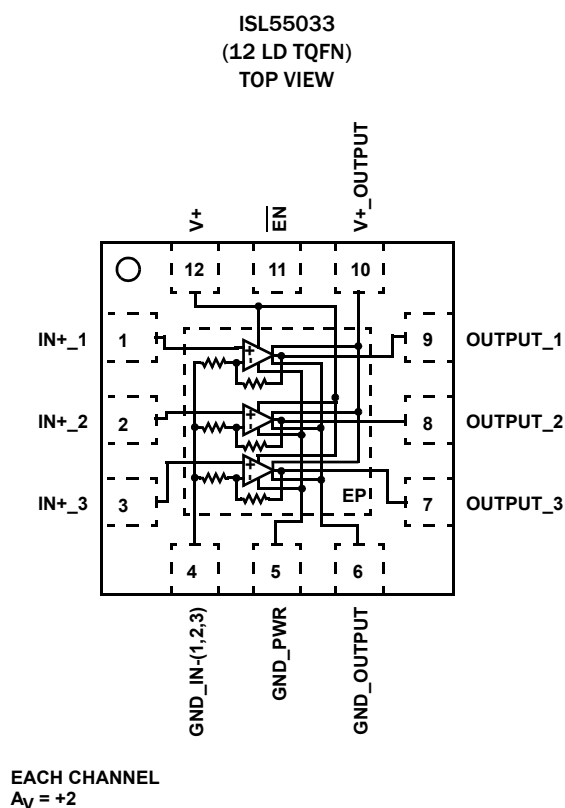 ISL55033
(12 LD TQFN)
TOP VIEW
V+
EN
V+_OUTPUT
12
11
10
IN+_1
1
9
OUTPUT_1
+
-
IN+_2
2
8
OUTPUT_2
+
-
IN+_3
3
7
OUTPUT_3
+
-
EP
4
5
6
GND_IN-(1,2,3)
GND_PWR
GND_OUTPUT
EACH CHANNEL
AV = +2